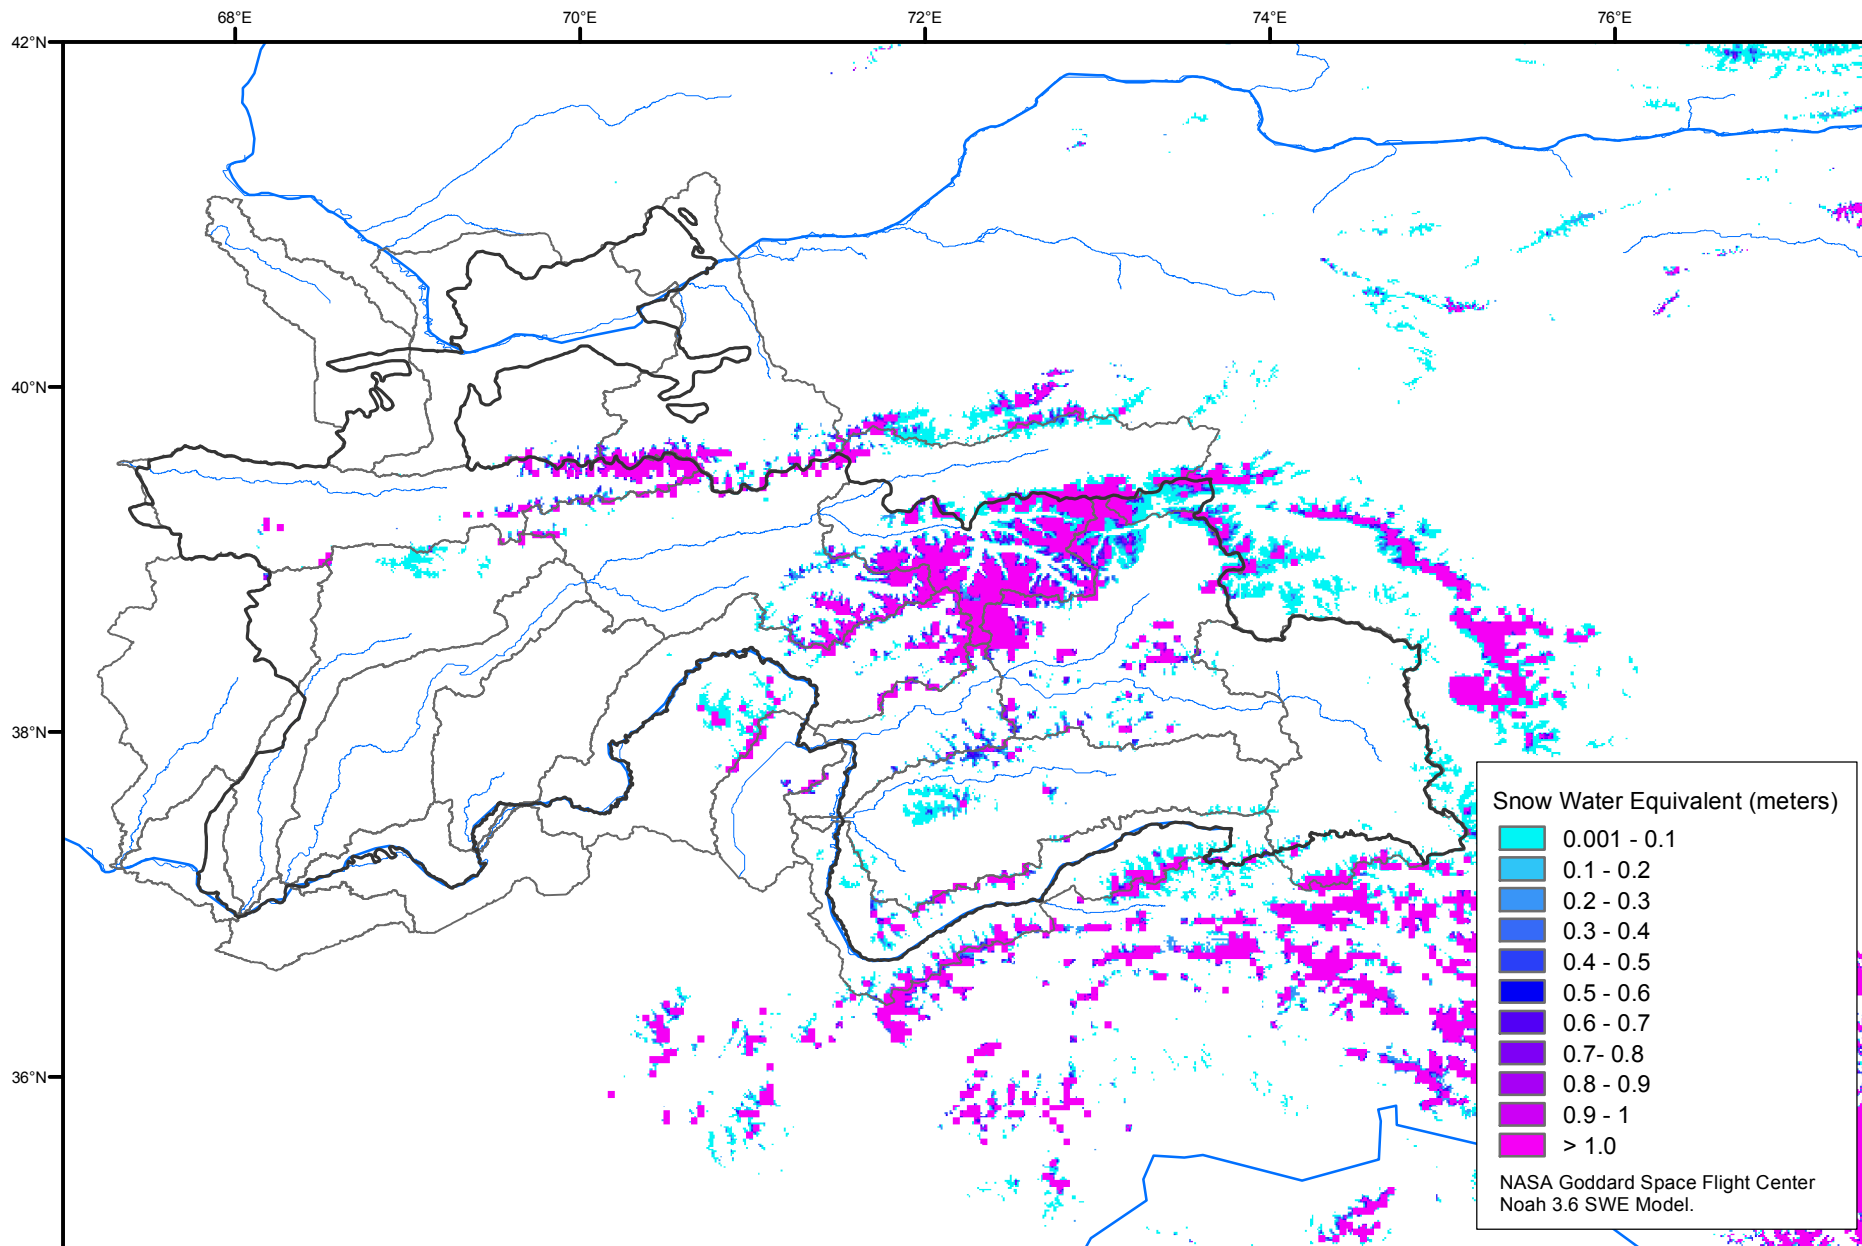 68°E
70°E
72°E
74°E
76°E
42°N
40°N
38°N
36°N
Snow Water Equivalent (meters)
0.001 - 0.1
0.1 - 0.2
0.2 - 0.3
0.3 - 0.4
0.4 - 0.5
0.5 - 0.6
0.6 - 0.7
0.7- 0.8
0.8 - 0.9
0.9 - 1
> 1.0
NASA Goddard Space Flight Center
Noah 3.6 SWE Model.